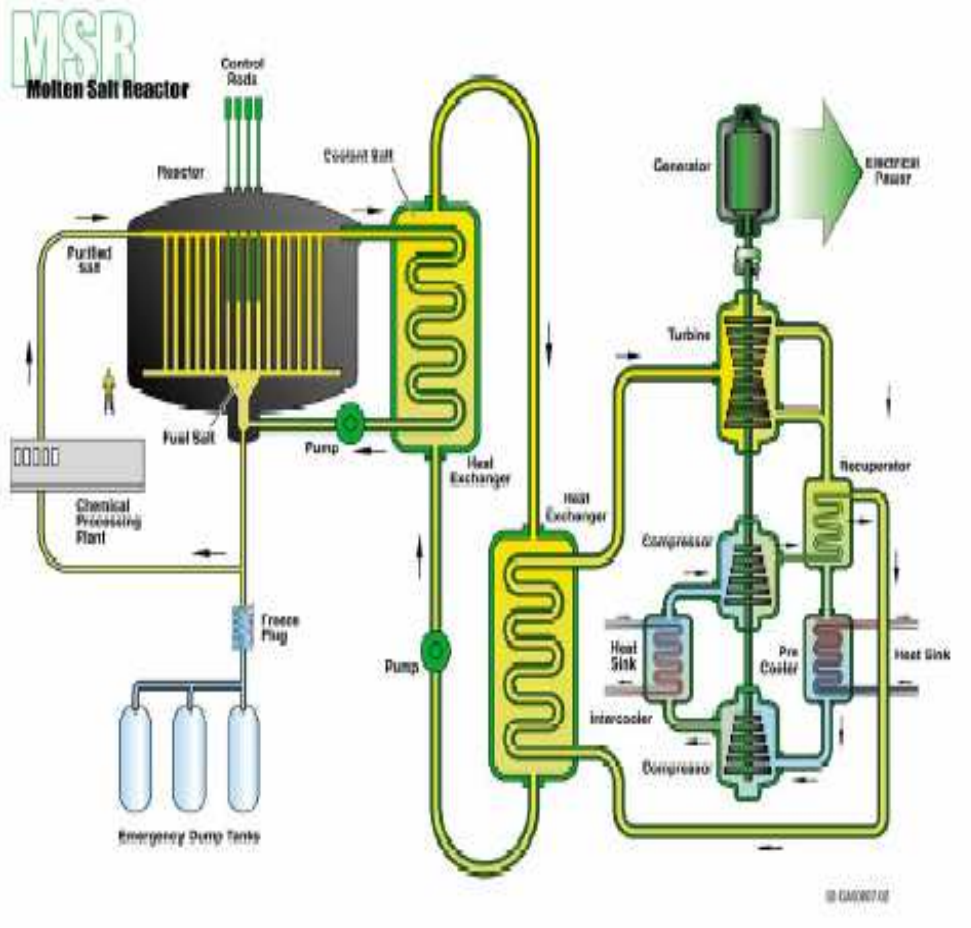 MSR
Molten Salt Reactor
Control
Rods
Reactor
Coolant Salt
Purified
Salt
Fuel Salt
Pump
Heat
Exchanger
Chemical
Processing
Plant
Freeze
Plug
Emergency Dump Tanks
Pump
Heat
Exchanger
Generator
Electrical
Power
Turbine
Recuperator
Compressor
Heat
Sink
Pre
Cooler
Heat Sink
Intercooler
Compressor